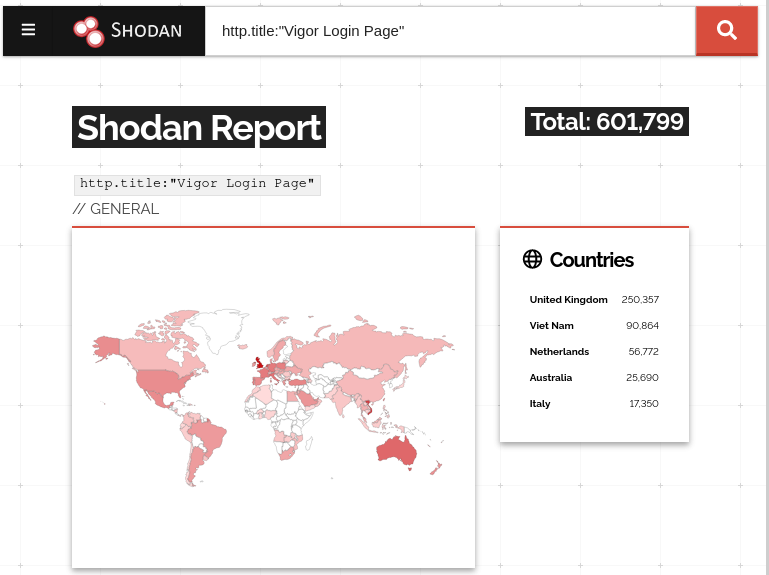 SHODAN
http.title:"Vigor Login Page"
Shodan Report
Total: 601,799
http.title:"Vigor Login Page"
// GENERAL
Countries
United Kingdom 250,357
Viet Nam 90,864
Netherlands 56,772
Australia 25,690
Italy 17,350